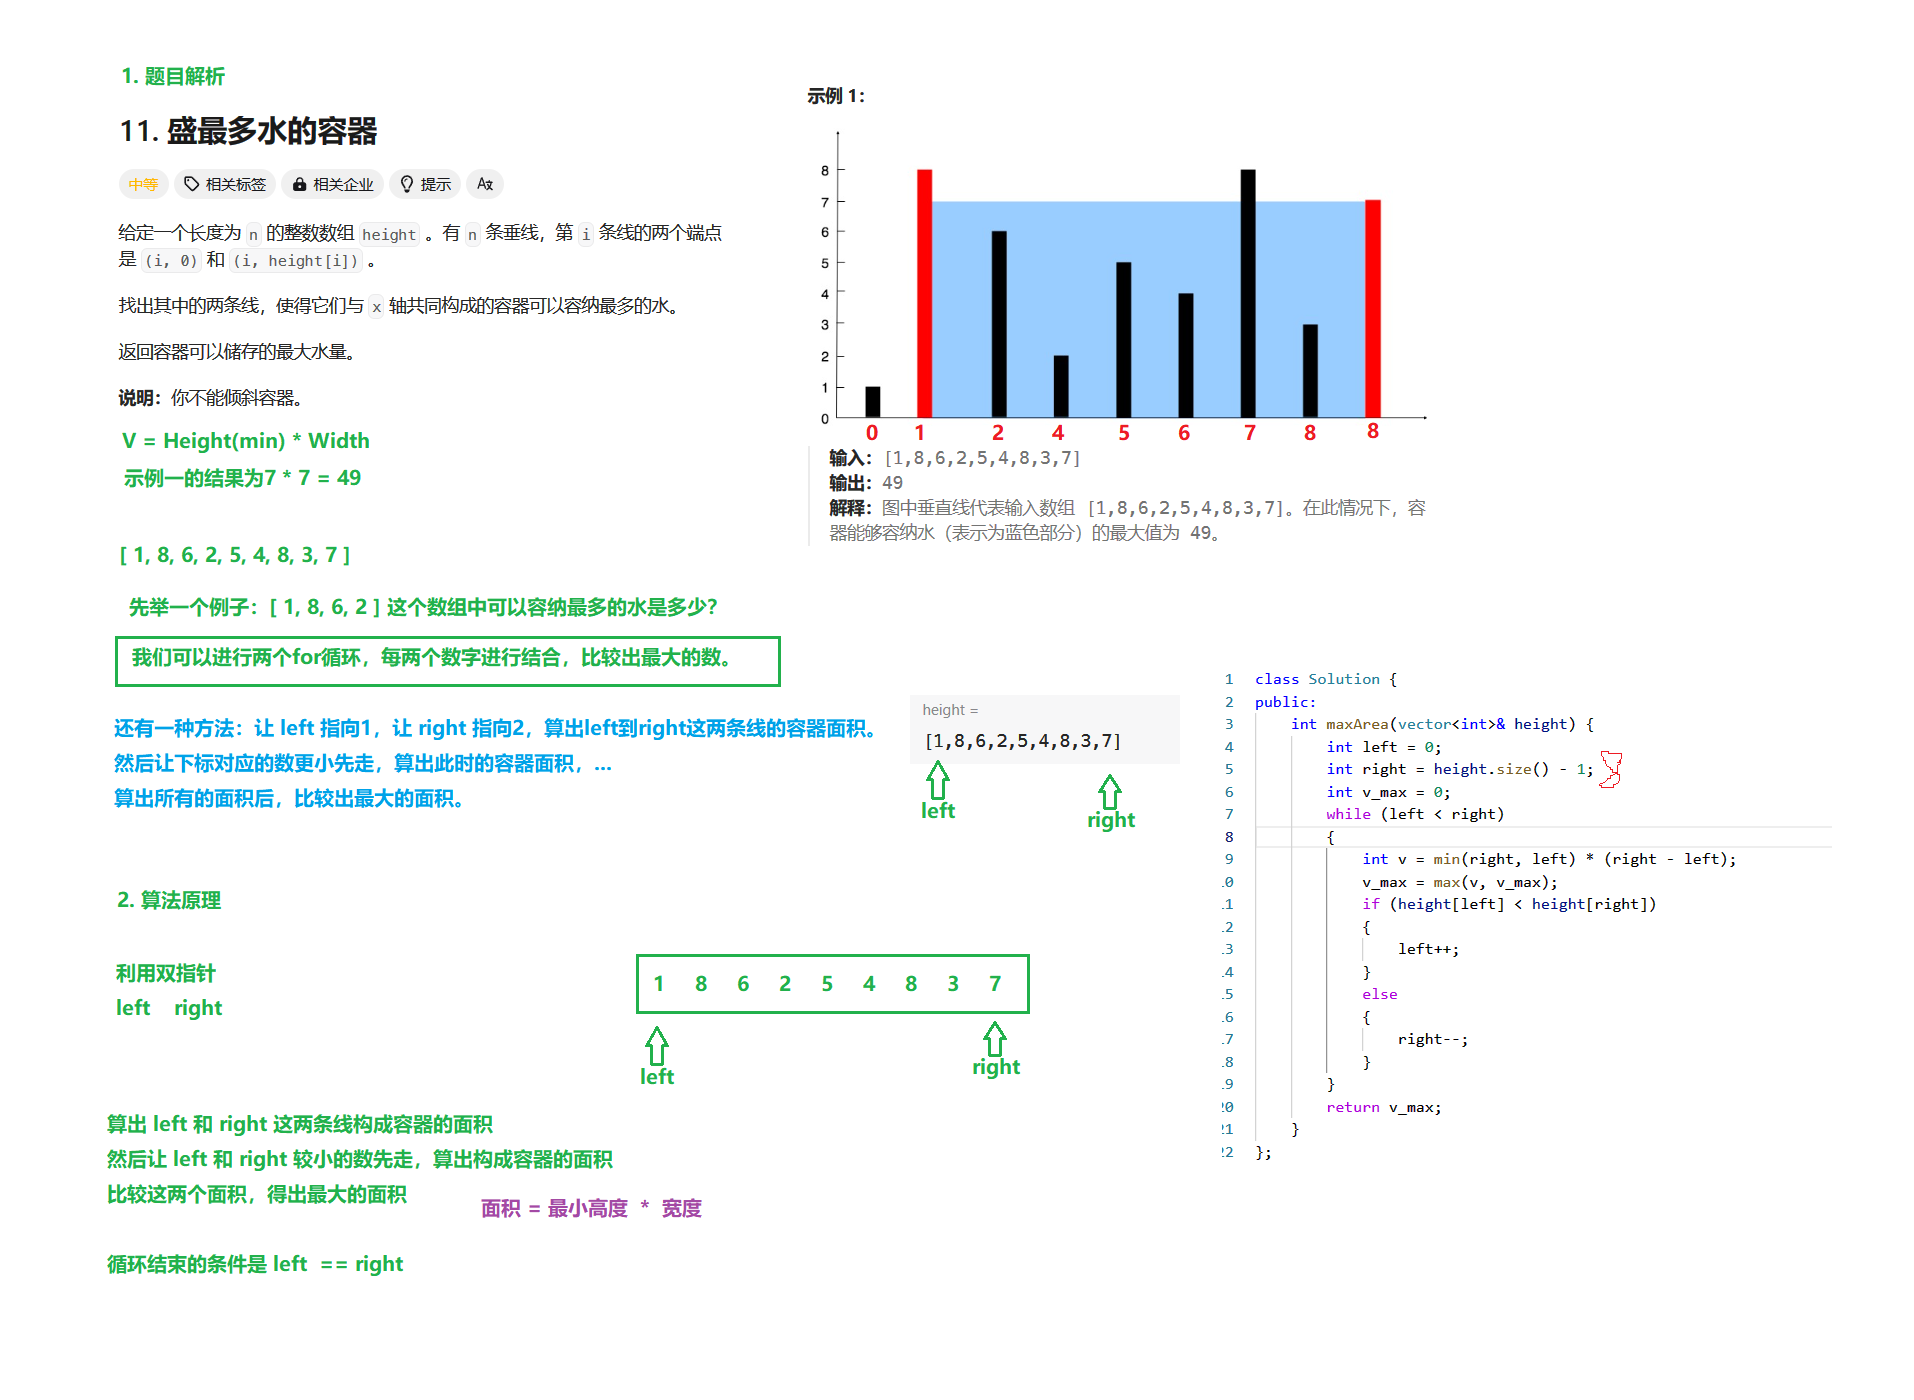 1. 题目解析
11. 盛最多水的容器
中等 相关标签 相关企业 提示
给定一个长度为 n 的整数数组 height 。有 n 条垂线，第 i 条线的两个端点
是 (i, 0) 和 (i, height[i]) 。
找出其中的两条线，使得它们与 x 轴共同构成的容器可以容纳最多的水。
返回容器可以储存的最大水量。
说明：你不能倾斜容器。
V = Height(min) * Width
示例一的结果为7 * 7 = 49
[ 1, 8, 6, 2, 5, 4, 8, 3, 7 ]
先举一个例子：[ 1, 8, 6, 2 ] 这个数组中可以容纳最多的水是多少？
我们可以进行两个for循环，每两个数字进行结合，比较出最大的数。
还有一种方法：让 left 指向1，让 right 指向2，算出left到right这两条线的容器面积。
然后让下标对应的数更小先走，算出此时的容器面积，...
算出所有的面积后，比较出最大的面积。
示例 1：
8
7
6
5
4
3
2
1
0
0 1 2 4 5 6 7 8 8
输入：[1,8,6,2,5,4,8,3,7]
输出：49
解释：图中垂直线代表输入数组 [1,8,6,2,5,4,8,3,7]。在此情况下，容
器能够容纳水（表示为蓝色部分）的最大值为 49。
height =
[1,8,6,2,5,4,8,3,7]
left
right
2. 算法原理
利用双指针
left right
1 8 6 2 5 4 8 3 7
left
right
算出 left 和 right 这两条线构成容器的面积
然后让 left 和 right 较小的数先走，算出构成容器的面积
比较这两个面积，得出最大的面积
面积 = 最小高度 * 宽度
循环结束的条件是 left == right
1 class Solution {
2 public:
3 int maxArea(vector<int>& height) {
4 int left = 0;
5 int right = height.size() - 1;
6 int v_max = 0;
7 while (left < right)
8 {
9 int v = min(right, left) * (right - left);
10 v_max = max(v, v_max);
11 if (height[left] < height[right])
12 {
13 left++;
14 }
15 else
16 {
17 right--;
18 }
19 }
20 return v_max;
21 }
22 };